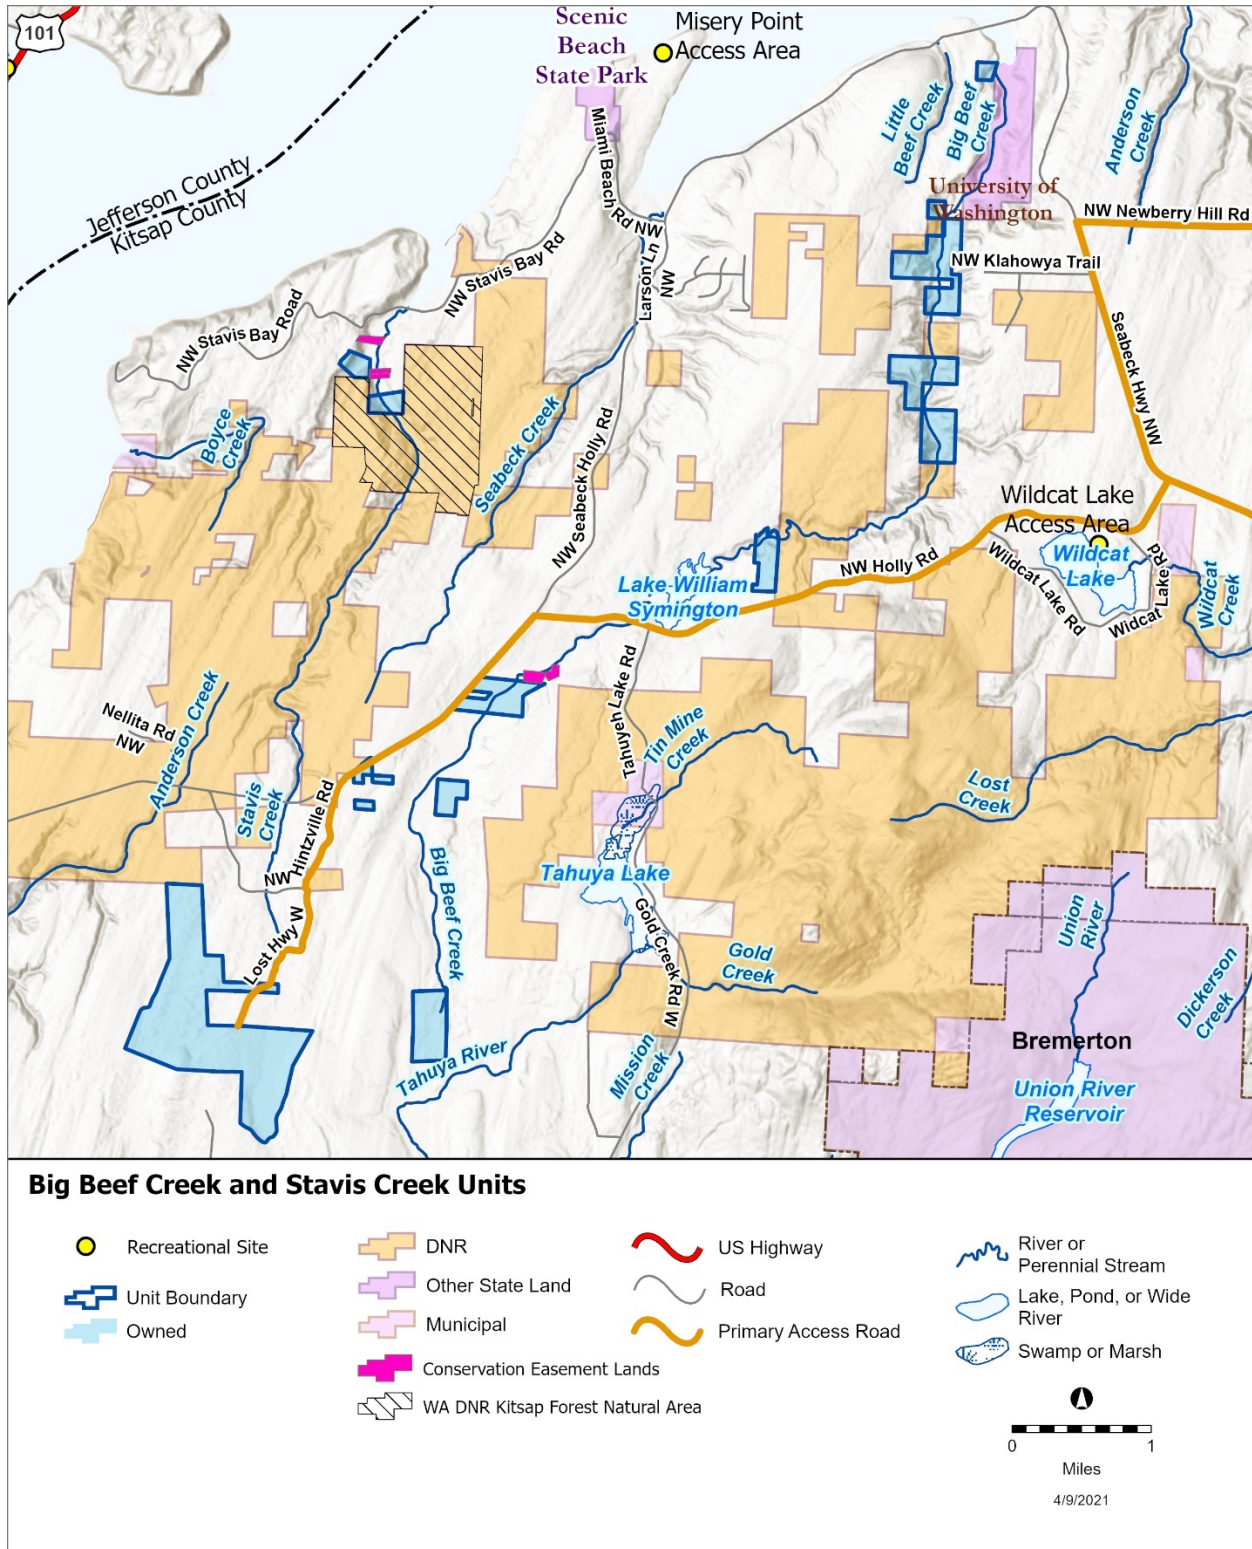 101
Scenic
Beach
State Park
Misery Point
Access Area
Jefferson County
Kitsap County
Miami Beach Rd
NW
Little
Beef Creek
Big Beef
Creek
Anderson
Creek
University of
Washington
NW Newberry Hill Rd
NW Klahowya Trail
NW Stavis Bay Rd
NW Stavis Bay Road
Larson Ln
NW
Seabeck Hwy NW
Boyce
Creek
Seabeck Creek
NW Seabeck Holly Rd
Wildcat Lake
Access Area
Wildcat
Lake
Wildcat Lake Rd
Widcat Lake Rd
Wildcat
Creek
NW Holly Rd
Lake William
Symington
Nellita Rd
NW
Anderson Creek
Stavis
Creek
NW Hintzville Rd
Tahuyeh Lake Rd
Tin Mine
Creek
Lost
Creek
Big Beef Creek
Tahuya Lake
Lost Hwy W
Gold Creek Rd W
Gold
Creek
Union
River
Dickerson
Creek
Tahuya River
Mission
Creek
Bremerton
Union River
Reservoir
Big Beef Creek and Stavis Creek Units
Recreational Site
Unit Boundary
Owned
DNR
Other State Land
Municipal
Conservation Easement Lands
WA DNR Kitsap Forest Natural Area
US Highway
Road
Primary Access Road
River or
Perennial Stream
Lake, Pond, or Wide
River
Swamp or Marsh
0 1
Miles
4/9/2021